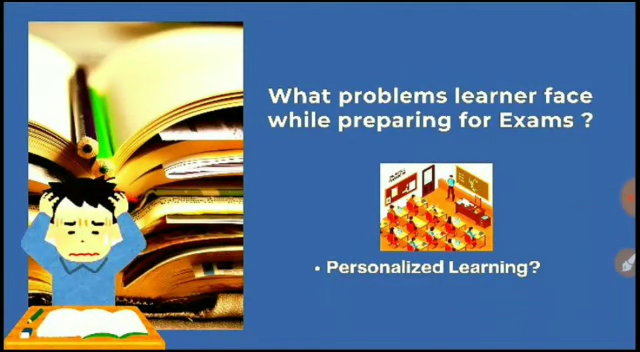 What problems learner face
while preparing for Exams ?
• Personalized Learning?